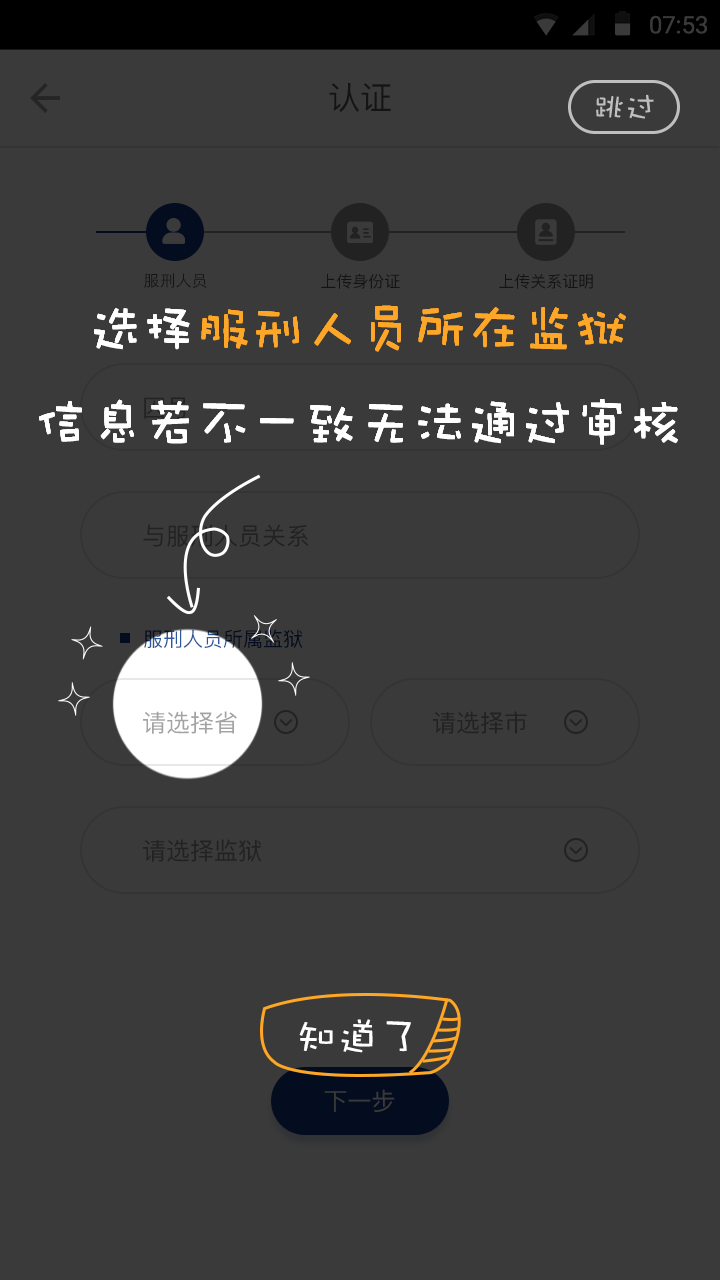 07:53
认证
跳过
服刑人员
上传身份证
上传关系证明
选择服刑人员所在监狱
信息若不一致无法通过审核
与服刑人员关系
服刑人员所属监狱
请选择省
请选择市
请选择监狱
知道了
下一步